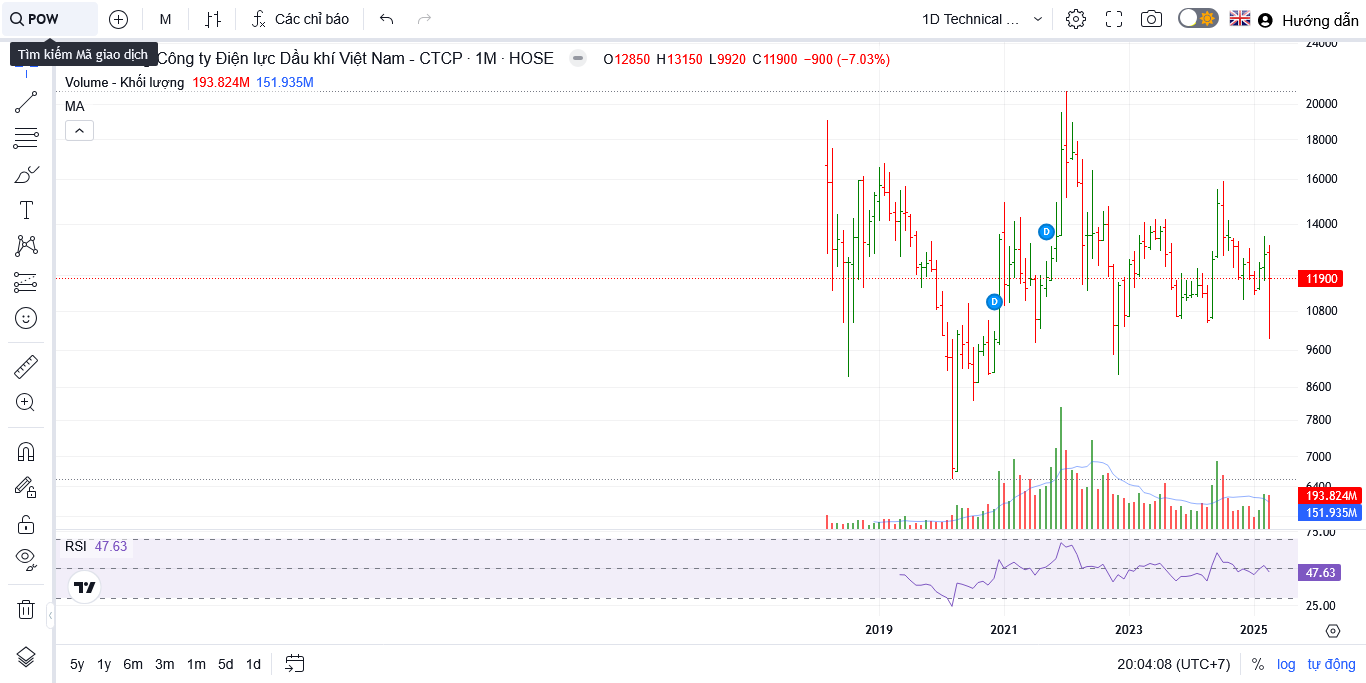 POW
M
Các chỉ báo
1D Technical ...
Hướng dẫn
Tìm kiếm Mã giao dịch
Công ty Điện lực Dầu khí Việt Nam - CTCP · 1M · HOSE
O12850 H13150 L9920 C11900 −900 (−7.03%)
Volume - Khối lượng 193.824M 151.935M
MA
24000
20000
18000
16000
14000
11900
10800
9600
8600
7800
7000
6400
193.824M
151.935M
D
D
75.00
RSI 47.63
47.63
25.00
2019 2021 2023 2025
5y 1y 6m 3m 1m 5d 1d
20:04:08 (UTC+7) % log tự động